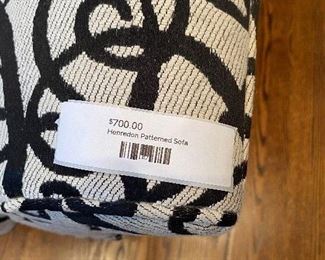 $700.00
Henredon Patterned Sofa